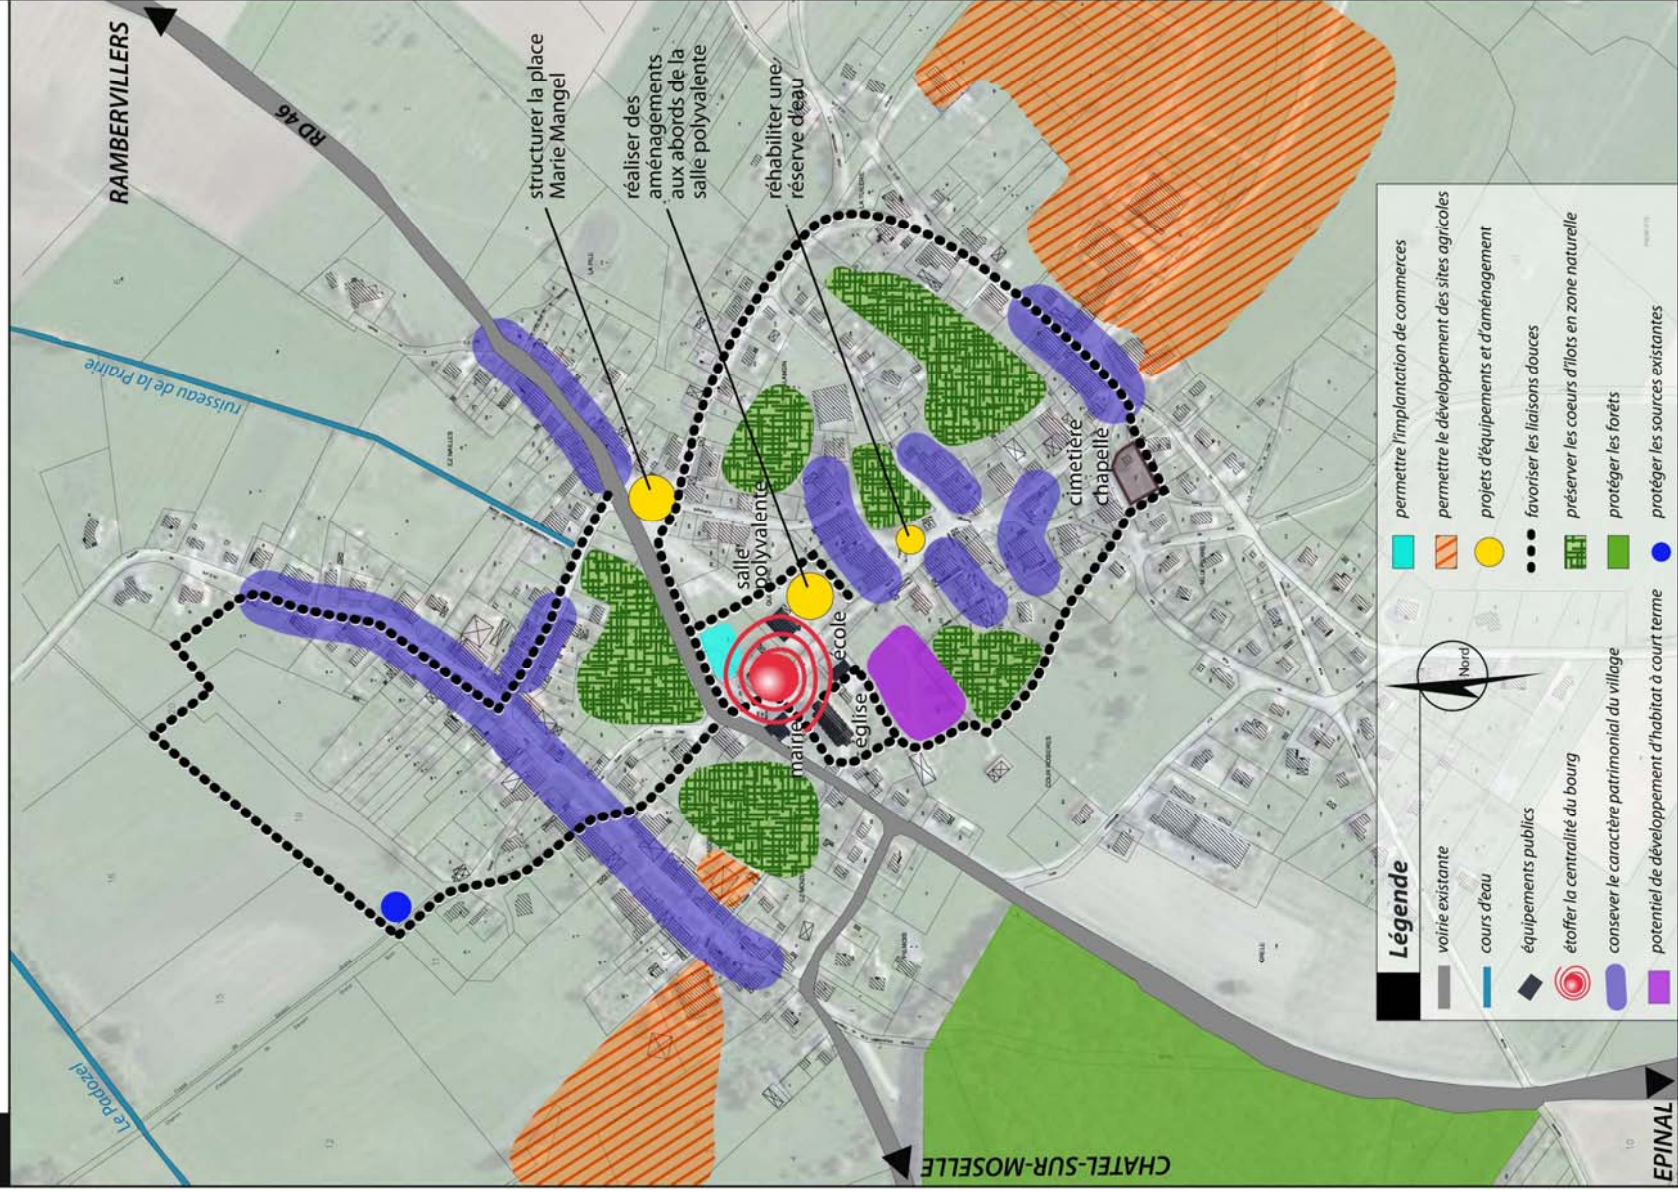 RAMBERVILLERS
RD 46
structurer la place
Marie Mangel
réaliser des
aménagements
aux abords de la
salle polyvalente
réhabiliter une
réserve d'eau
ruisseau de la Prairie
Le Padozel
salle
polyvalente
école
mairie
église
cimetière
chapelle
CHATEL-SUR-MOSELLE
EPINAL
Nord
Légende
voirie existante
cours d'eau
équipements publics
étoffer la centralité du bourg
consever le caractère patrimonial du village
potentiel de développement d'habitat à court terme
permettre l'implantation de commerces
permettre le développement des sites agricoles
projets d'équipements et d'aménagement
favoriser les liaisons douces
préserver les coeurs d'îlots en zone naturelle
protéger les forêts
protéger les sources existantes